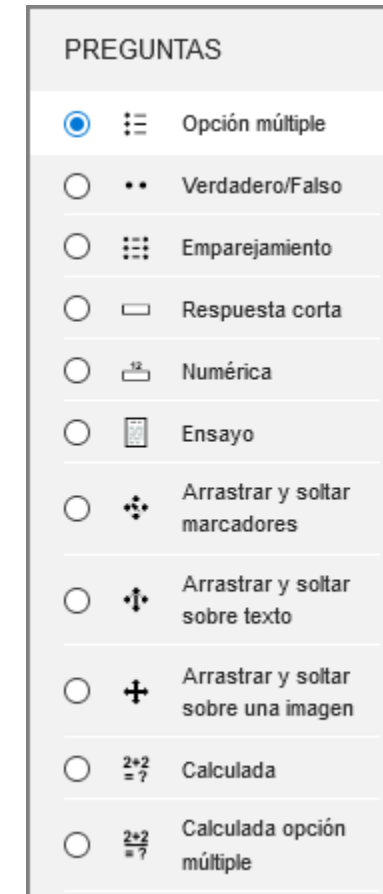 PREGUNTAS
Opción múltiple
Verdadero/Falso
Emparejamiento
Respuesta corta
12
Numérica
Ensayo
Arrastrar y soltar
marcadores
Arrastrar y soltar
sobre texto
Arrastrar y soltar
sobre una imagen
2+2
= ?
Calculada
2+2
= ?
Calculada opción
múltiple